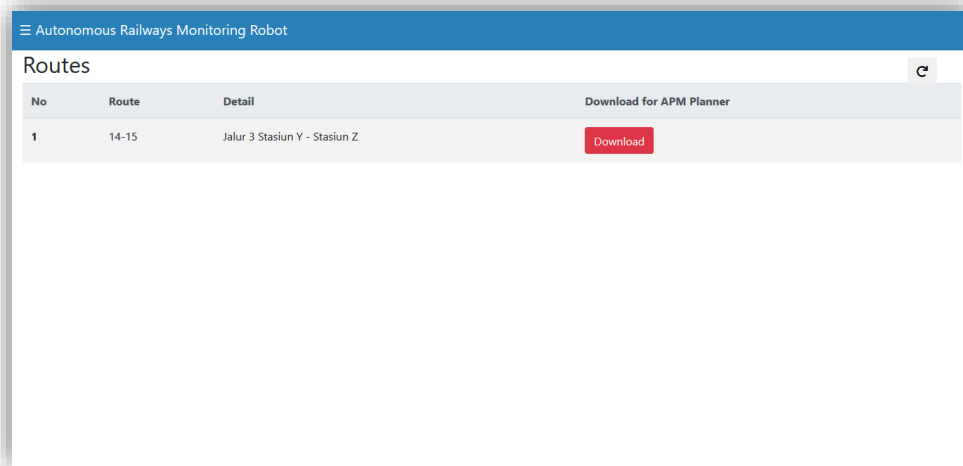 ☰ Autonomous Railways Monitoring Robot
Routes
No Route Detail Download for APM Planner
1 14-15 Jalur 3 Stasiun Y - Stasiun Z Download